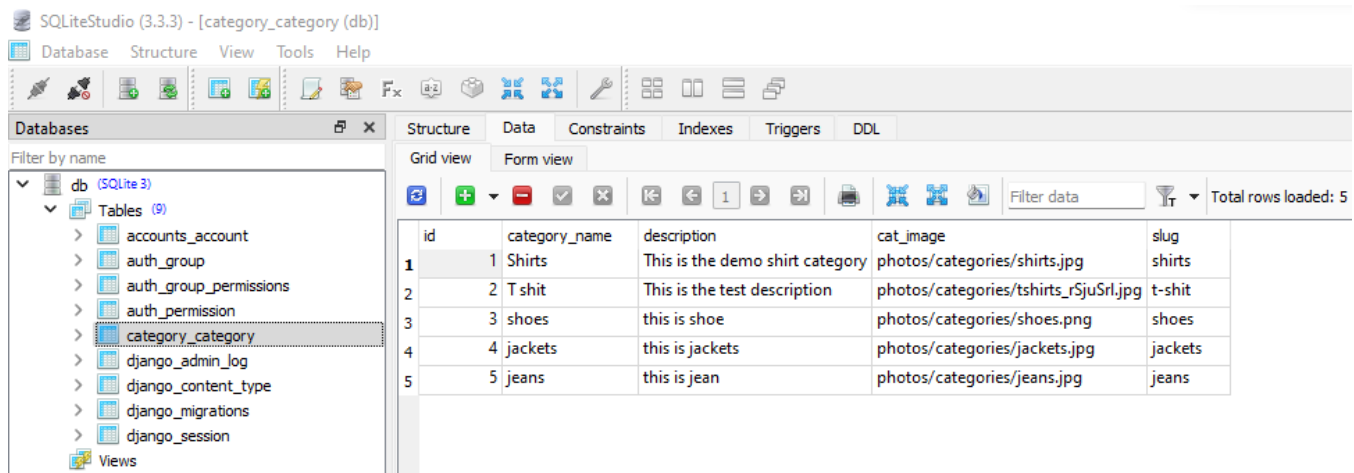 SQLiteStudio (3.3.3) - [category_category (db)]
Database Structure View Tools Help
Databases
Filter by name
db (SQLite 3)
Tables (9)
accounts_account
auth_group
auth_group_permissions
auth_permission
category_category
django_admin_log
django_content_type
django_migrations
django_session
Views
Structure Data Constraints Indexes Triggers DDL
Grid view Form view
1 Filter data Total rows loaded: 5
id category_name description cat_image slug
1 1 Shirts This is the demo shirt category photos/categories/shirts.jpg shirts
2 2 T shit This is the test description photos/categories/tshirts_rSjuSrI.jpg t-shit
3 3 shoes this is shoe photos/categories/shoes.png shoes
4 4 jackets this is jackets photos/categories/jackets.jpg jackets
5 5 jeans this is jean photos/categories/jeans.jpg jeans